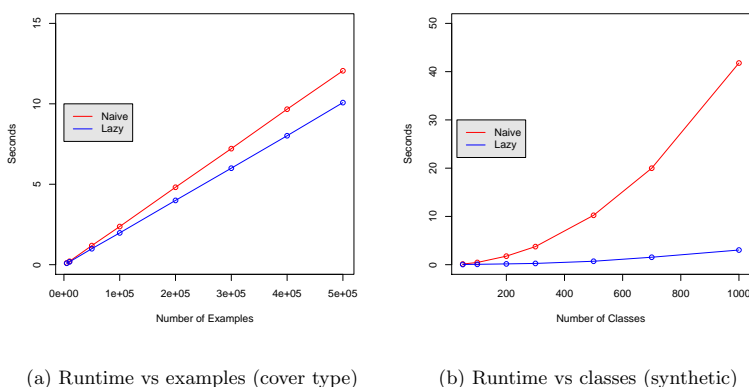 15
10
5
0
Seconds
Naive
Lazy
0e+00 1e+05 2e+05 3e+05 4e+05 5e+05
Number of Examples
(a) Runtime vs examples (cover type)
50
40
30
20
10
0
Seconds
Naive
Lazy
200 400 600 800 1000
Number of Classes
(b) Runtime vs classes (synthetic)